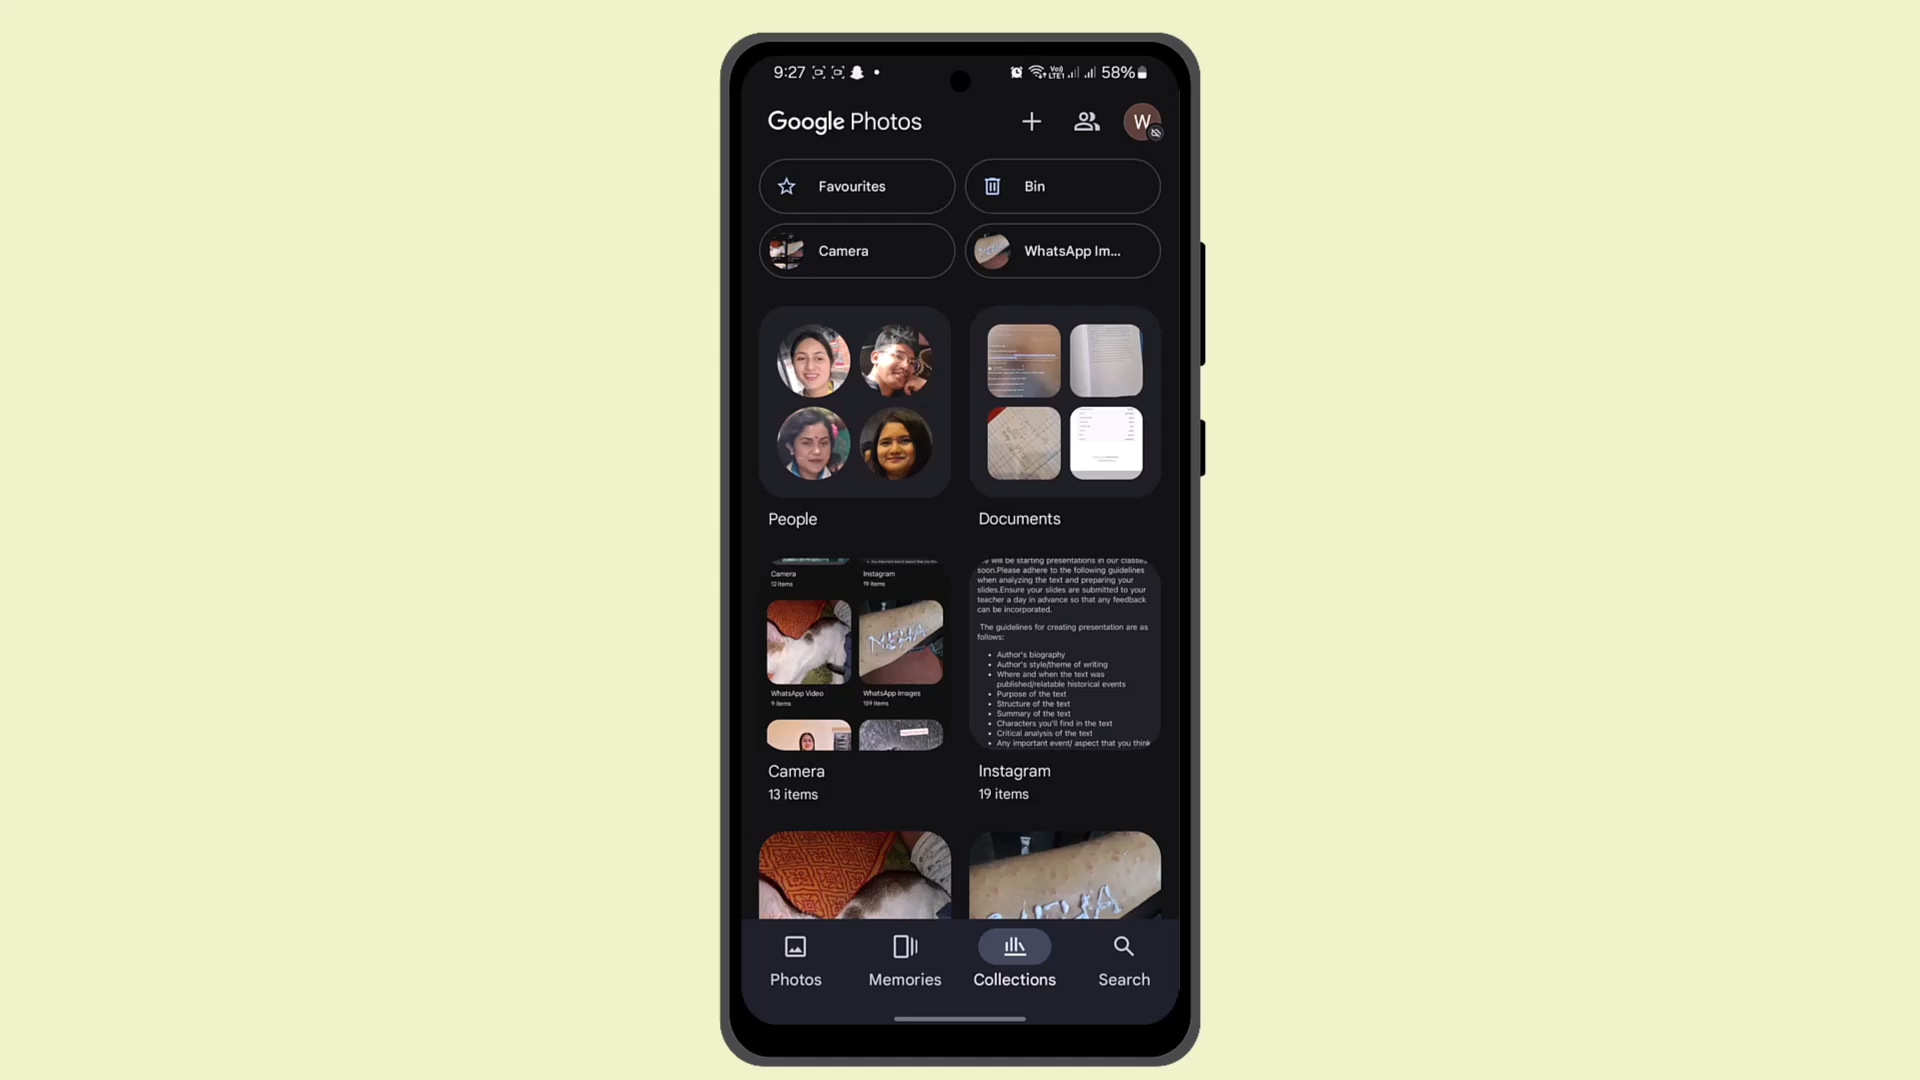 9:27
Vo))
LTE1
58%
Google Photos
W
Favourites
Bin
Camera
WhatsApp Im...
People
Documents
Camera
12 items
Instagram
19 items
WhatsApp Video
9 items
WhatsApp Images
159 items
will be starting presentations in our classes
soon.Please adhere to the following guidelines
when analyzing the text and preparing your
slides.Ensure your slides are submitted to your
teacher a day in advance so that any feedback
can be incorporated.
The guidelines for creating presentation are as
follows:
• Author's biography
• Author's style/theme of writing
• Where and when the text was
published/relatable historical events
• Purpose of the text
• Structure of the text
• Summary of the text
• Characters you'll find in the text
• Critical analysis of the text
• Any important event/ aspect that you think
Camera
13 items
Instagram
19 items
Photos
Memories
Collections
Search